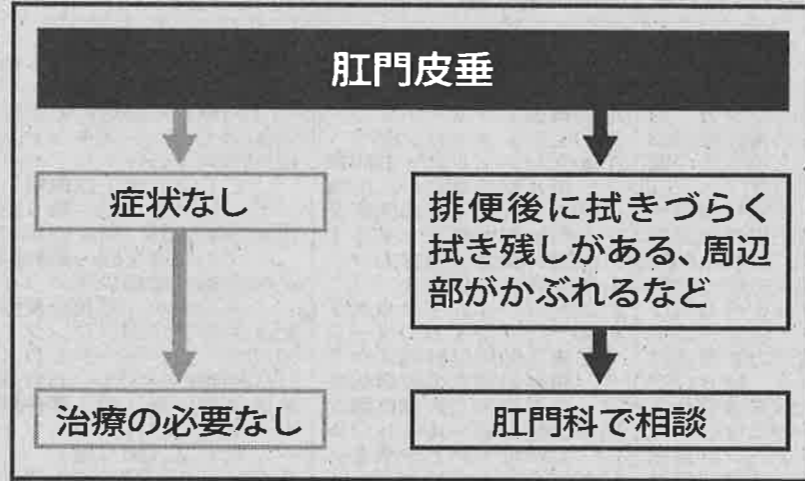 肛門皮垂
症状なし
排便後に拭きづらく
拭き残しがある、周辺
部がかぶれるなど
治療の必要なし
肛門科で相談